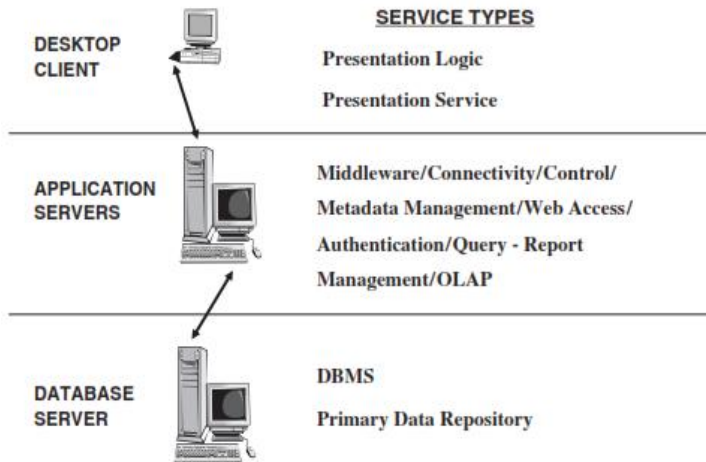 SERVICE TYPES
DESKTOP
CLIENT
Presentation Logic
Presentation Service
APPLICATION
SERVERS
Middleware/Connectivity/Control/
Metadata Management/Web Access/
Authentication/Query - Report
Management/OLAP
DATABASE
SERVER
DBMS
Primary Data Repository